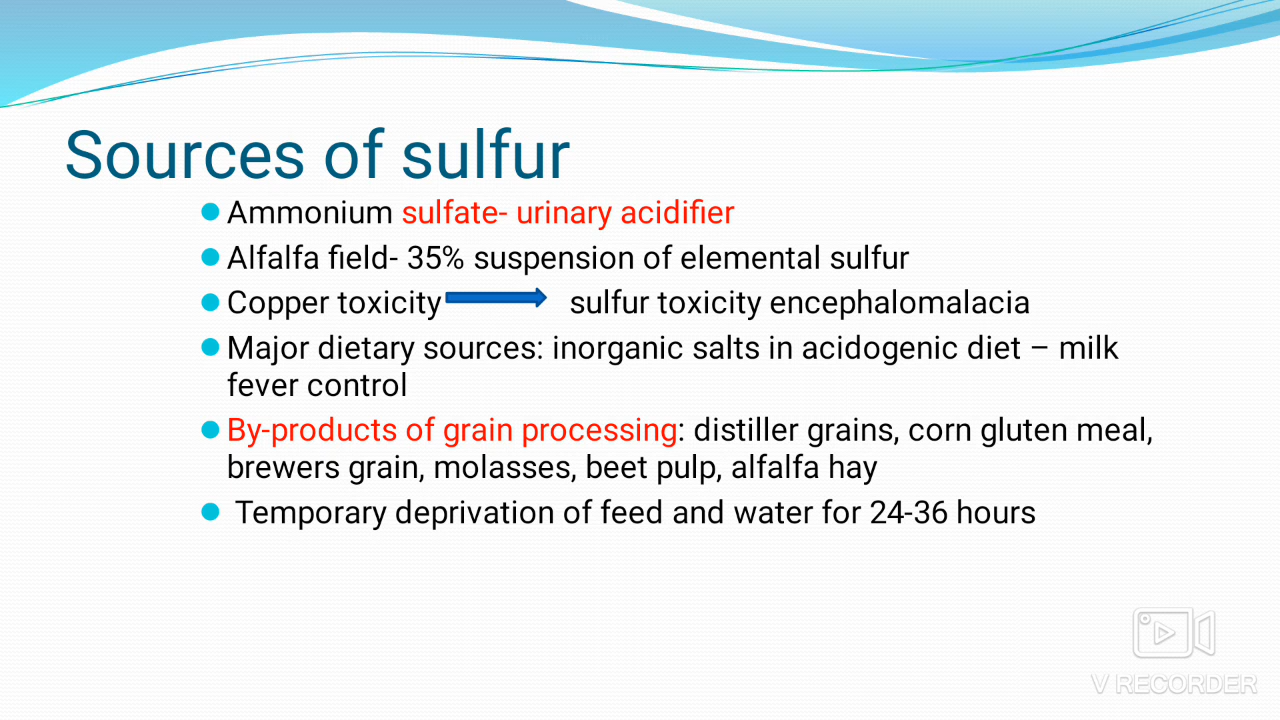 Sources of sulfur
Ammonium sulfate- urinary acidifier
Alfalfa field- 35% suspension of elemental sulfur
Copper toxicity sulfur toxicity encephalomalacia
Major dietary sources: inorganic salts in acidogenic diet – milk
fever control
By-products of grain processing: distiller grains, corn gluten meal,
brewers grain, molasses, beet pulp, alfalfa hay
Temporary deprivation of feed and water for 24-36 hours
V RECORDER